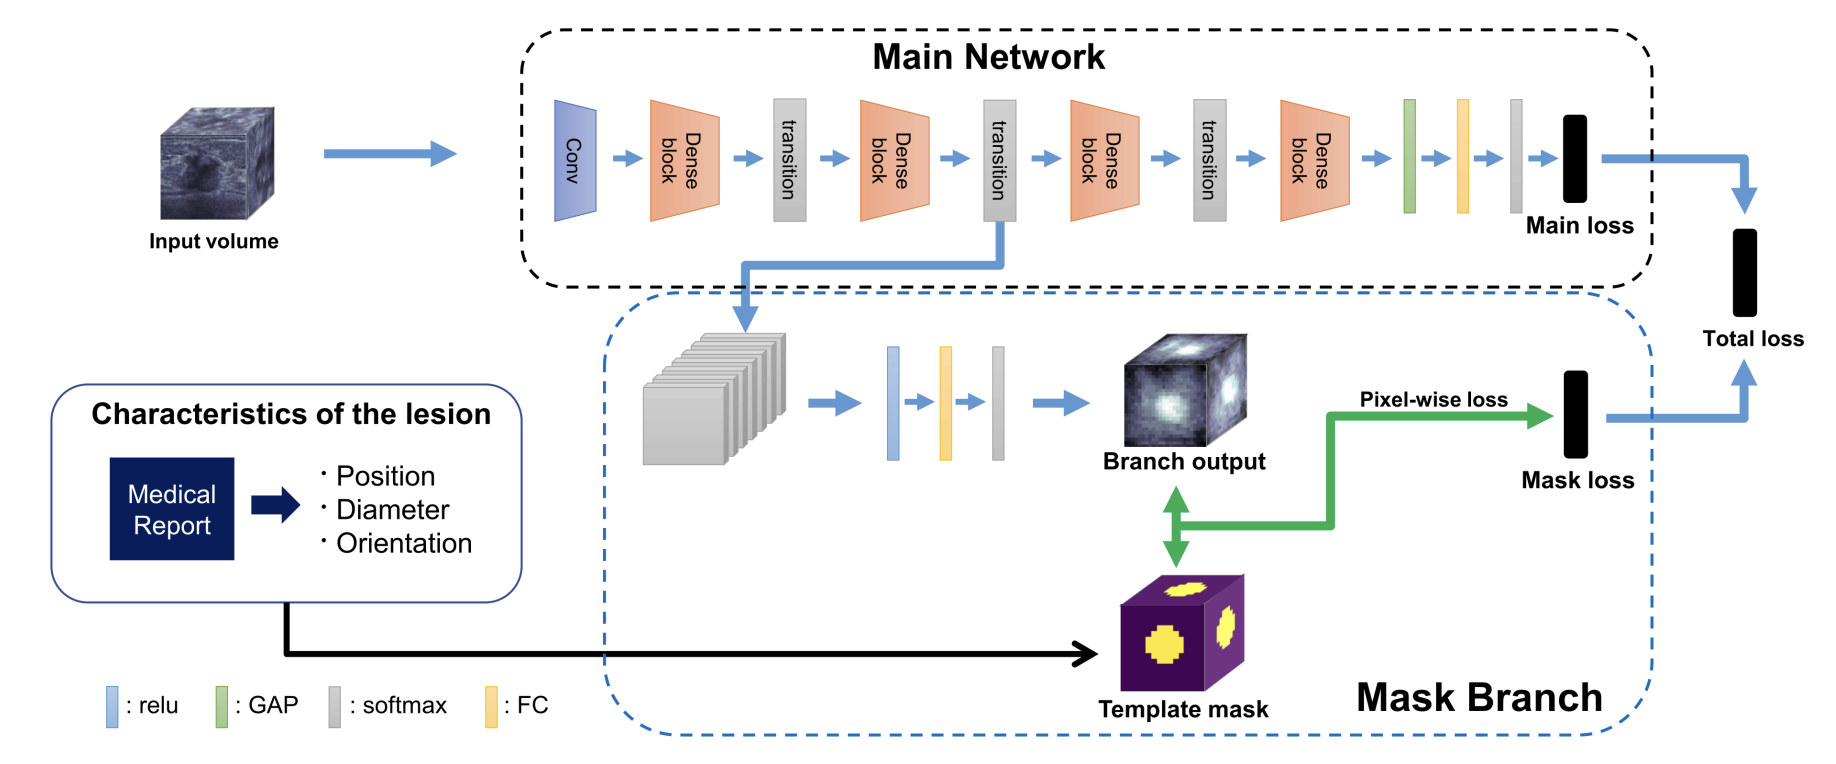 Main Network
Conv
Dense
block
transition
Dense
block
transition
Dense
block
transition
Dense
block
Main loss
Input volume
Total loss
Characteristics of the lesion
Medical
Report
· Position
· Diameter
· Orientation
Branch output
Pixel-wise loss
Mask loss
Template mask
Mask Branch
: relu
: GAP
: softmax
: FC